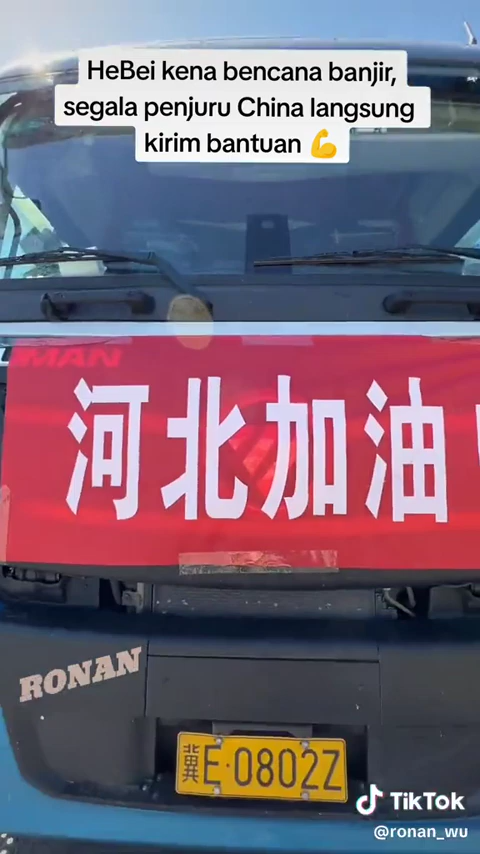 HeBei kena bencana banjir,
segala penjuru China langsung
kirim bantuan 💪
MAN
河北加油
RONAN
冀E·0802Z
TikTok
@ronan_wu